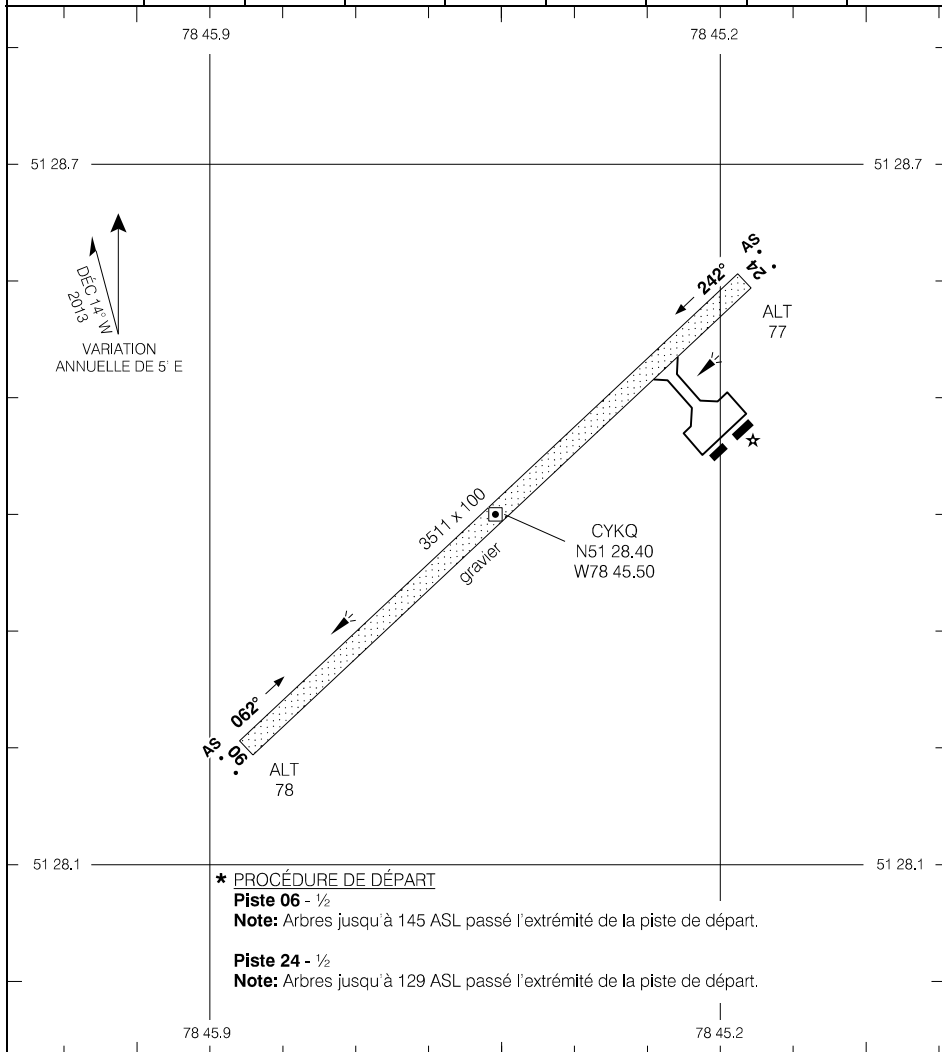 78 45.9
78 45.2
51 28.7
51 28.7
DÉC 14° W
2013
VARIATION
ANNUELLE DE 5' E
AS
24
242°
ALT
77
3511 x 100
gravier
CYKQ
N51 28.40
W78 45.50
062°
AS
06
ALT
78
51 28.1
51 28.1
* PROCÉDURE DE DÉPART
Piste 06 - ½
Note: Arbres jusqu'à 145 ASL passé l'extrémité de la piste de départ.
Piste 24 - ½
Note: Arbres jusqu'à 129 ASL passé l'extrémité de la piste de départ.
78 45.9
78 45.2